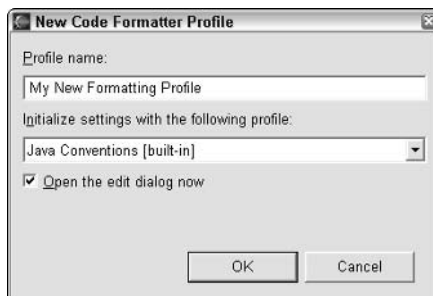 New Code Formatter Profile
Profile name:
My New Formatting Profile
Initialize settings with the following profile:
Java Conventions [built-in]
Open the edit dialog now
OK
Cancel